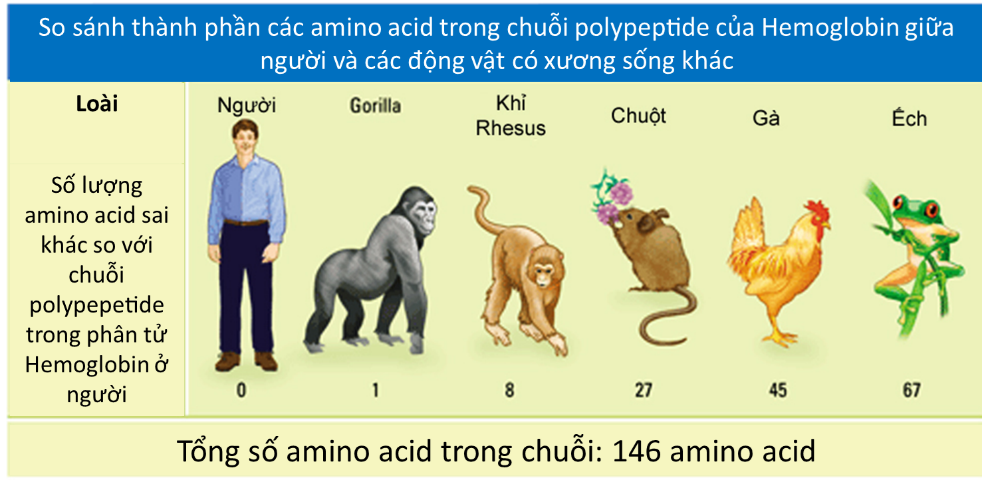 So sánh thành phần các amino acid trong chuỗi polypeptide của Hemoglobin giữa
người và các động vật có xương sống khác
Loài
Người
Gorilla
Khỉ
Rhesus
Chuột
Gà
Ếch
Số lượng
amino acid sai
khác so với
chuỗi
polypepetide
trong phân tử
Hemoglobin ở
người
0
1
8
27
45
67
Tổng số amino acid trong chuỗi: 146 amino acid